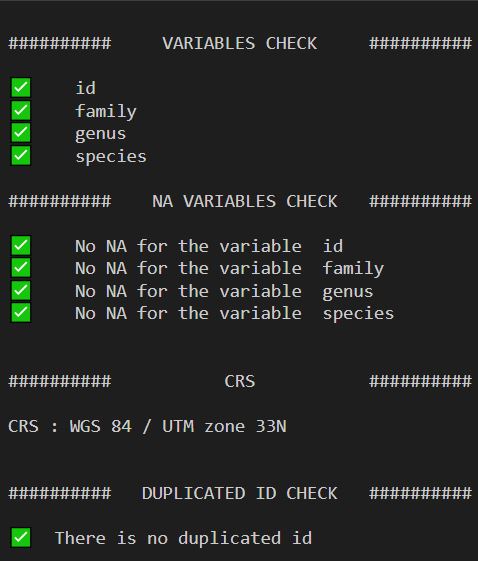 ########## VARIABLES CHECK ##########
✅ id
✅ family
✅ genus
✅ species
########## NA VARIABLES CHECK ##########
✅ No NA for the variable id
✅ No NA for the variable family
✅ No NA for the variable genus
✅ No NA for the variable species
########## CRS ##########
CRS : WGS 84 / UTM zone 33N
########## DUPLICATED ID CHECK ##########
✅ There is no duplicated id